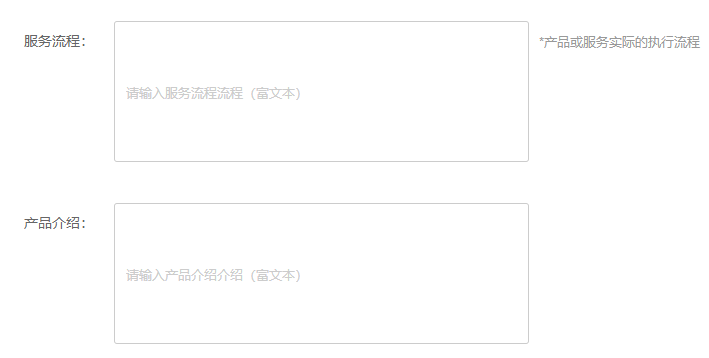 服务流程：
*产品或服务实际的执行流程
请输入服务流程流程（富文本）
产品介绍：
请输入产品介绍介绍（富文本）